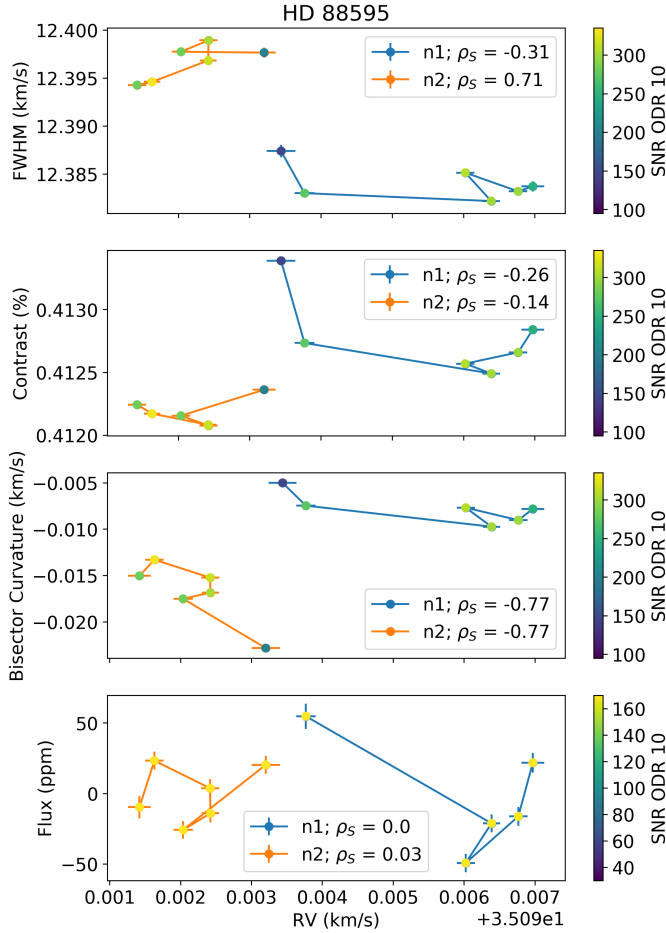 HD 88595
12.400
12.395
12.390
12.385
FWHM (km/s)
n1; ρS = -0.31
n2; ρS = 0.71
300
250
200
150
100
SNR ODR 10
0.4130
0.4125
0.4120
Contrast (%)
n1; ρS = -0.26
n2; ρS = -0.14
300
250
200
150
100
SNR ODR 10
−0.005
−0.010
−0.015
−0.020
Bisector Curvature (km/s)
n1; ρS = -0.77
n2; ρS = -0.77
300
250
200
150
100
SNR ODR 10
50
0
−50
Flux (ppm)
n1; ρS = 0.0
n2; ρS = 0.03
160
140
120
100
80
60
40
SNR ODR 10
0.001 0.002 0.003 0.004 0.005 0.006 0.007
RV (km/s)
+3.509e1